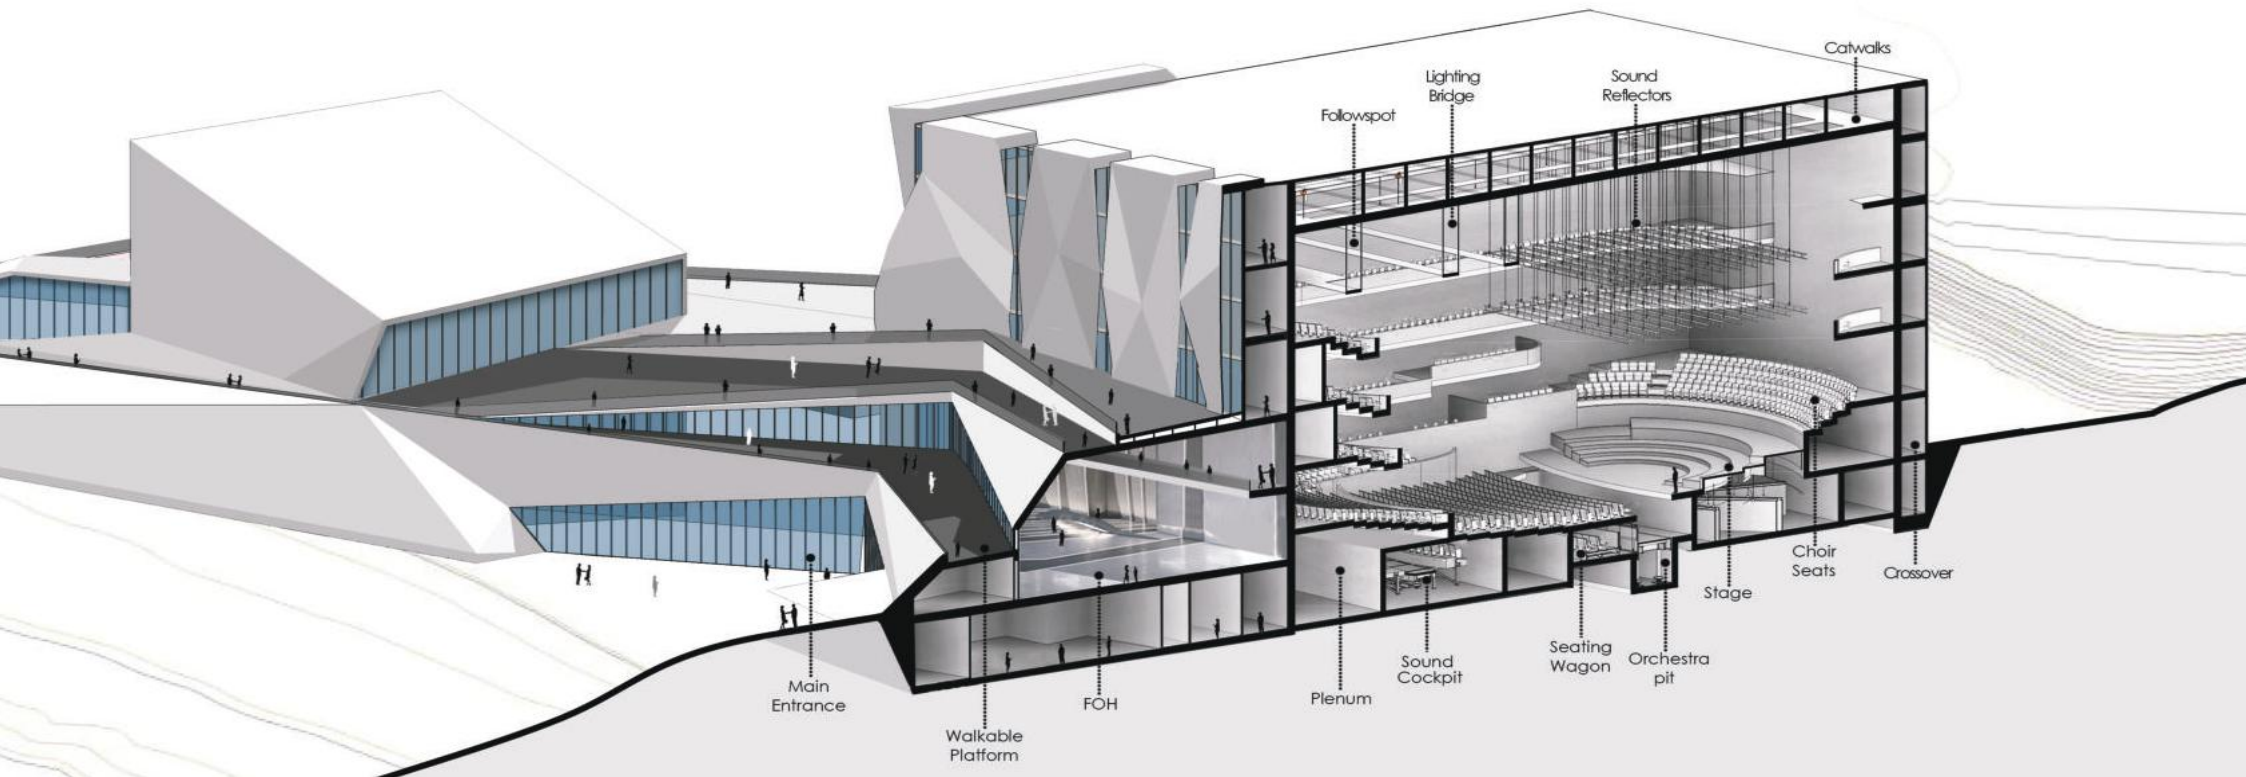 Catwalks
Lighting
Bridge
Sound
Reflectors
Followspot
Main
Entrance
Walkable
Platform
FOH
Plenum
Sound
Cockpit
Seating
Wagon
Orchestra
pit
Stage
Choir
Seats
Crossover